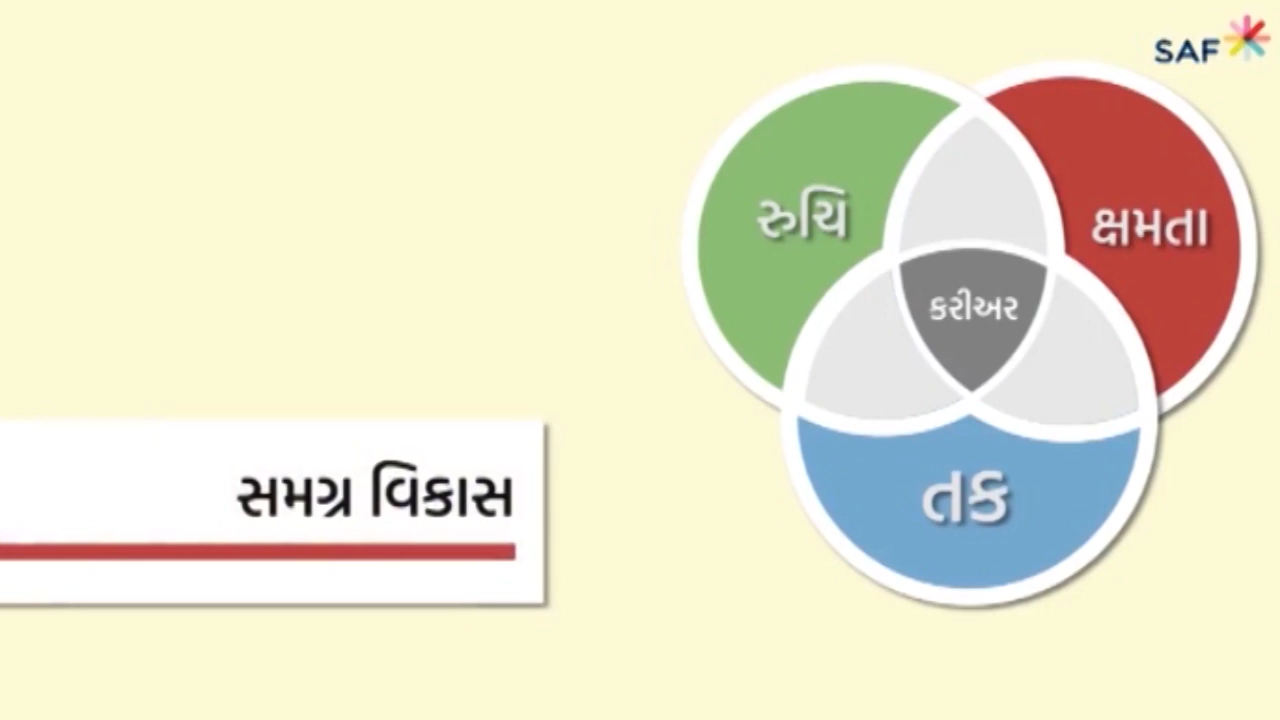 SAF
રુચિ
ક્ષમતા
કરીઅર
તક
સમગ્ર વિકાસ